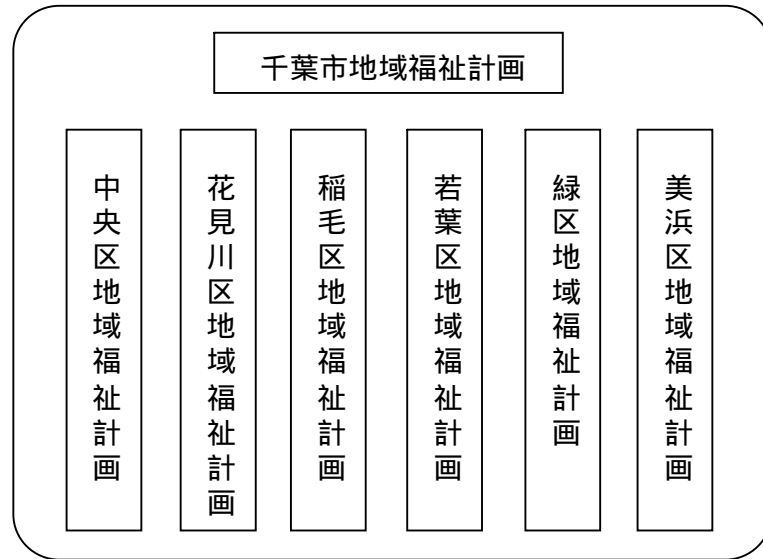 千葉市地域福祉計画
中央区地域福祉計画
花見川区地域福祉計画
稲毛区地域福祉計画
若葉区地域福祉計画
緑区地域福祉計画
美浜区地域福祉計画